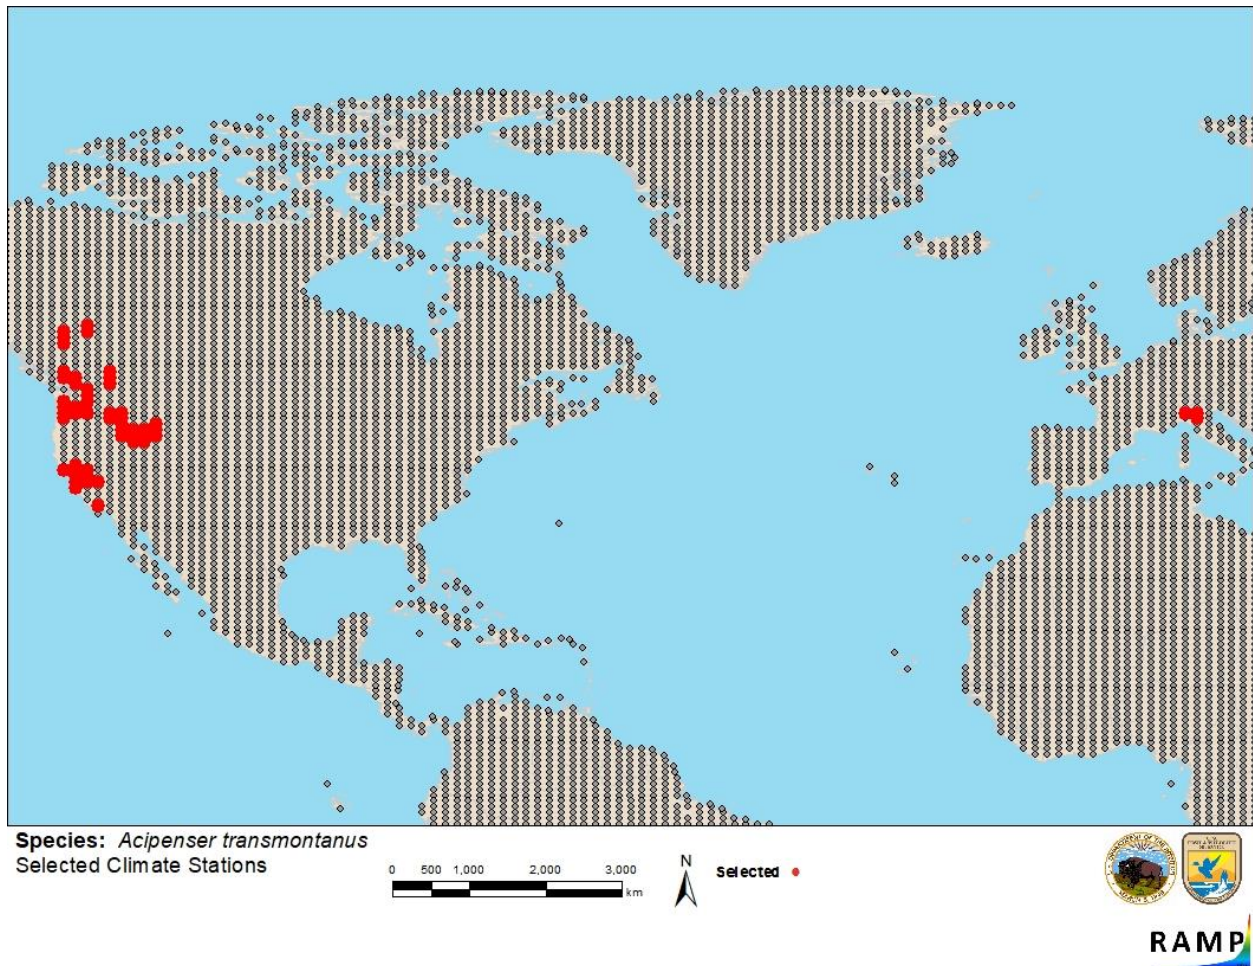 Species: Acipenser transmontanus
Selected Climate Stations
0 500 1,000 2,000 3,000
km
N
Selected
RAMP